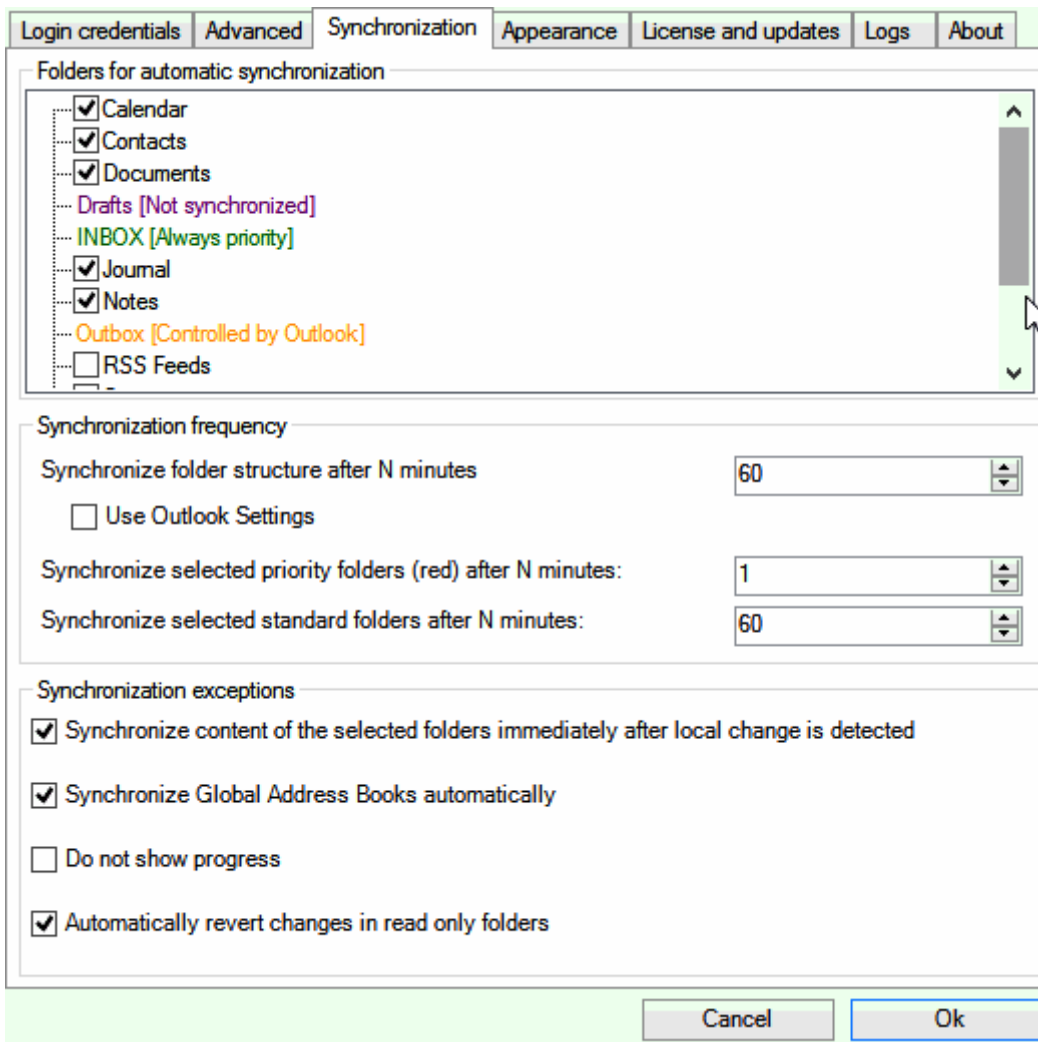 Login credentials Advanced Synchronization Appearance License and updates Logs About
Folders for automatic synchronization
Calendar
Contacts
Documents
Drafts [Not synchronized]
INBOX [Always priority]
Journal
Notes
Outbox [Controlled by Outlook]
RSS Feeds
Synchronization frequency
Synchronize folder structure after N minutes 60
Use Outlook Settings
Synchronize selected priority folders (red) after N minutes: 1
Synchronize selected standard folders after N minutes: 60
Synchronization exceptions
Synchronize content of the selected folders immediately after local change is detected
Synchronize Global Address Books automatically
Do not show progress
Automatically revert changes in read only folders
Cancel Ok